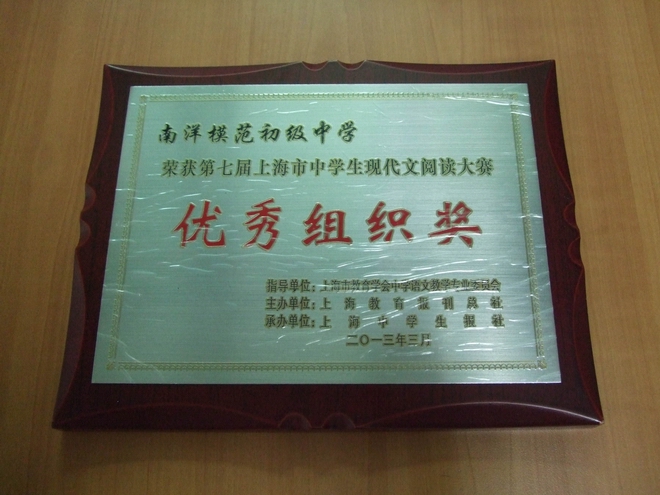 南洋模范初级中学
荣获第七届上海市中学生现代文阅读大赛
优秀组织奖
指导单位：上海市教育学会中学语文教学专业委员会
主办单位：上海教育报刊总社
承办单位：上海中学生报社
二〇一三年三月